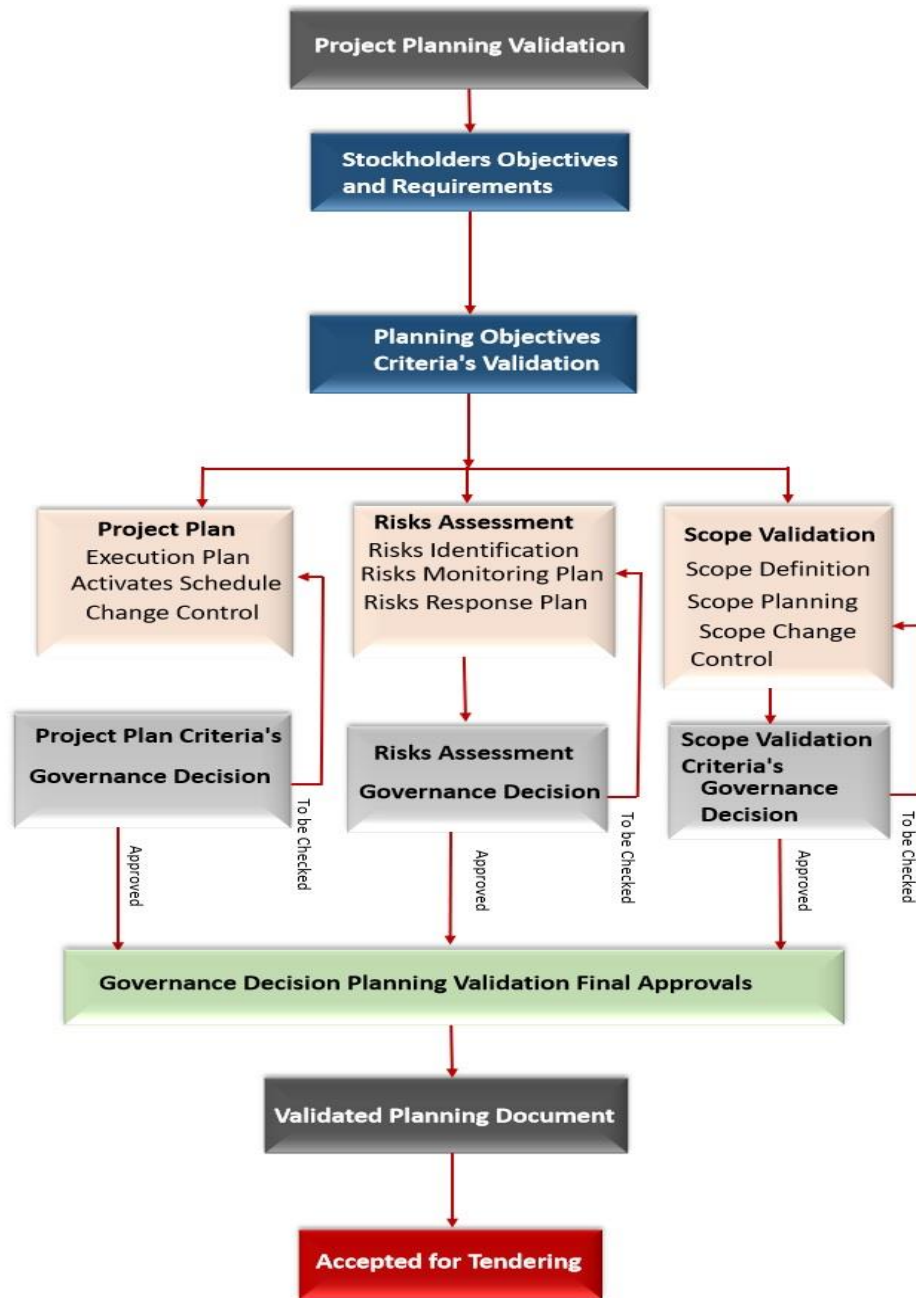 Project Planning Validation
Stockholders Objectives
and Requirements
Planning Objectives
Criteria's Validation
Project Plan
Execution Plan
Activates Schedule
Change Control
Risks Assessment
Risks Identification
Risks Monitoring Plan
Risks Response Plan
Scope Validation
Scope Definition
Scope Planning
Scope Change
Control
Project Plan Criteria's
Governance Decision
To be Checked
Approved
Risks Assessment
Governance Decision
To be Checked
Approved
Scope Validation
Criteria's
Governance
Decision
To be Checked
Approved
Governance Decision Planning Validation Final Approvals
Validated Planning Document
Accepted for Tendering